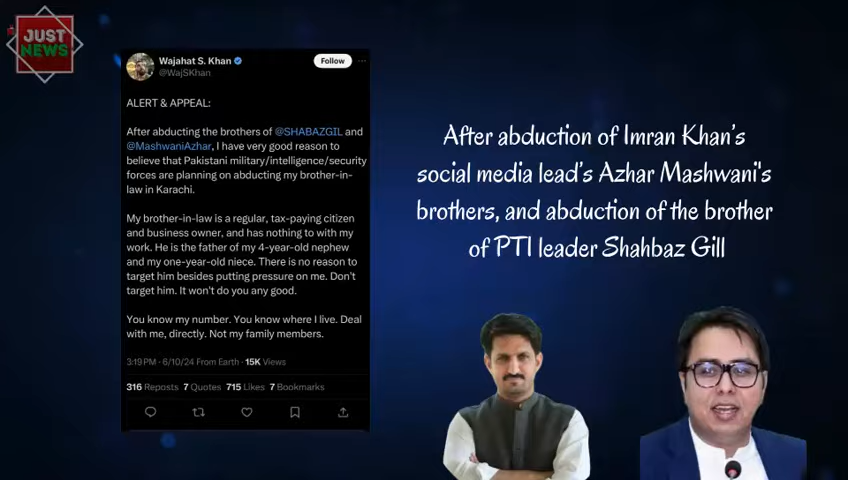 JUST
NEWS
Wajahat S. Khan
@WajSKhan
Follow
ALERT & APPEAL:
After abducting the brothers of @SHABAZGIL and
@MashwaniAzhar, I have very good reason to
believe that Pakistani military/intelligence/security
forces are planning on abducting my brother-in-
law in Karachi.
My brother-in-law is a regular, tax-paying citizen
and business owner, and has nothing to with my
work. He is the father of my 4-year-old nephew
and my one-year-old niece. There is no reason to
target him besides putting pressure on me. Don't
target him. It won't do you any good.
You know my number. You know where I live. Deal
with me, directly. Not my family members.
3:19 PM · 6/10/24 From Earth · 15K Views
316 Reposts 7 Quotes 715 Likes 7 Bookmarks
After abduction of Imran Khan's
social media lead's Azhar Mashwani's
brothers, and abduction of the brother
of PTI leader Shahbaz Gill